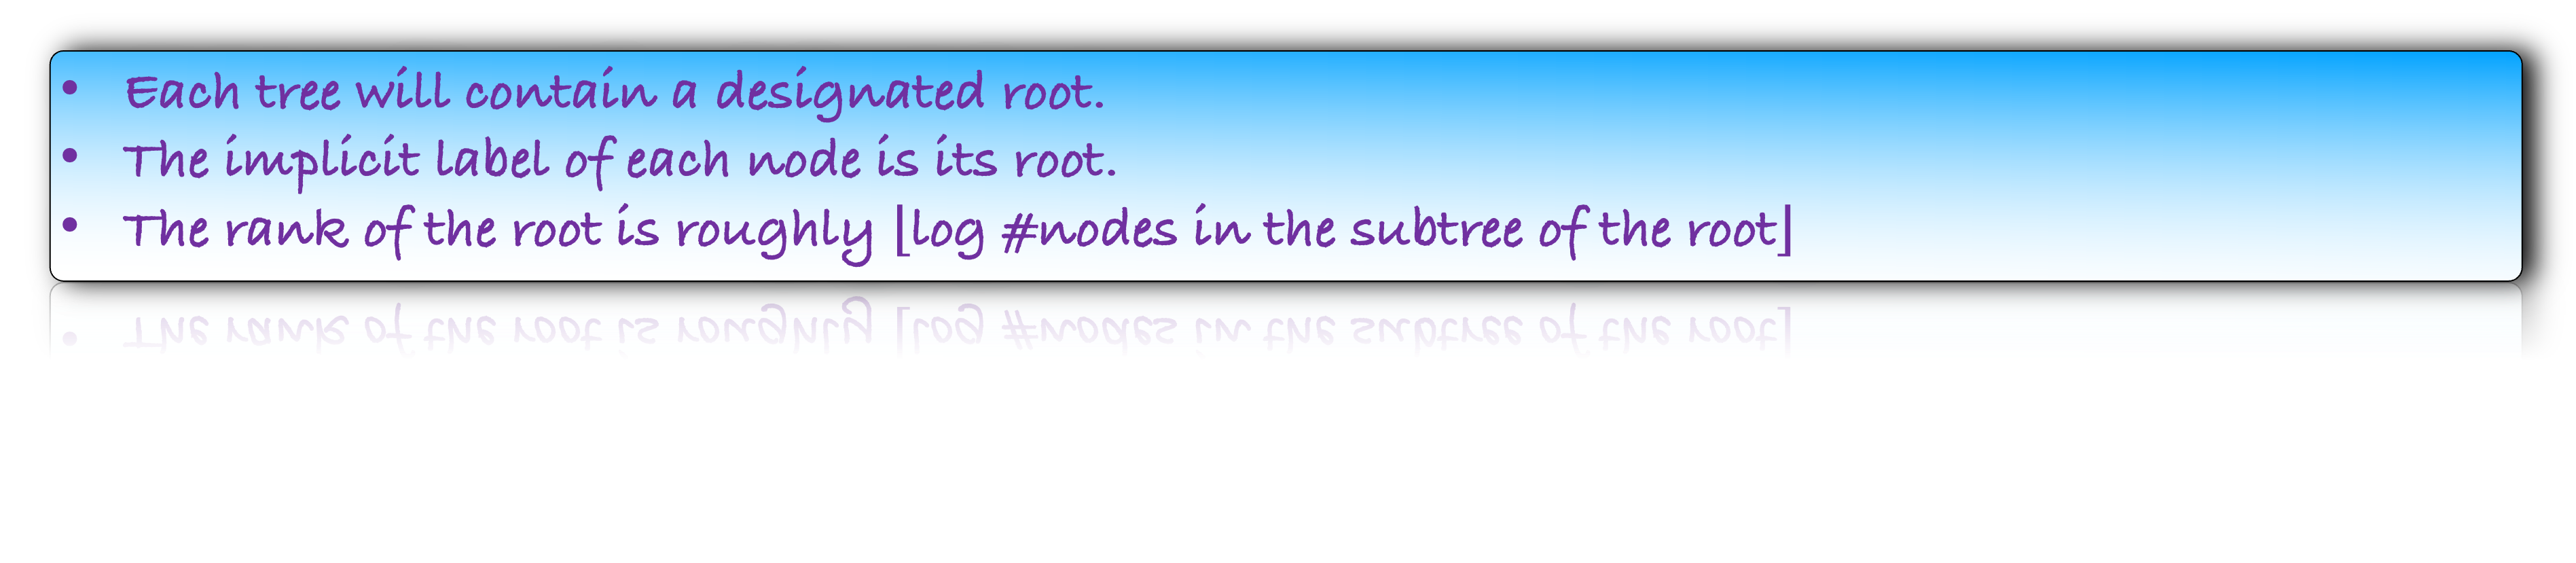 • Each tree will contain a designated root.
• The implicit label of each node is its root.
• The rank of the root is roughly ⌊log #nodes in the subtree of the root⌋